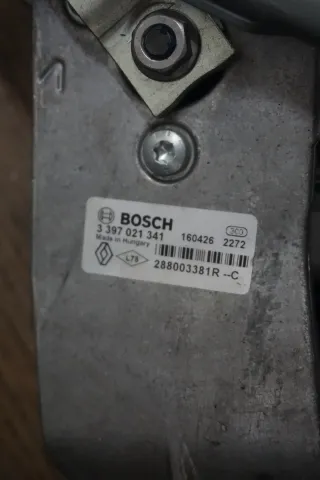 BOSCH
3 397 021 341 160426 2272
Made in Hungary
288003381R --C